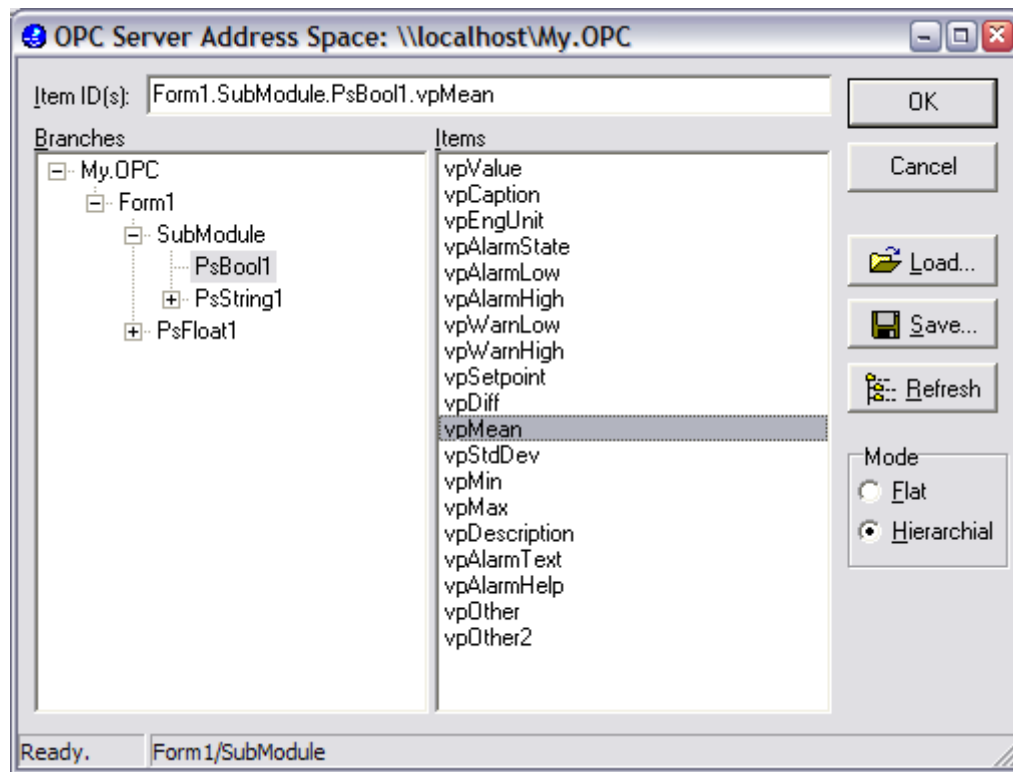 OPC Server Address Space: \\localhost\My.OPC
Item ID(s): Form1.SubModule.PsBool1.vpMean
OK
Branches
Items
Cancel
My.OPC
Form1
SubModule
PsBool1
PsString1
PsFloat1
vpValue
vpCaption
vpEngUnit
vpAlarmState
vpAlarmLow
vpAlarmHigh
vpWarnLow
vpWarnHigh
vpSetpoint
vpDiff
vpMean
vpStdDev
vpMin
vpMax
vpDescription
vpAlarmText
vpAlarmHelp
vpOther
vpOther2
Load...
Save...
Refresh
Mode
Flat
Hierarchial
Ready. Form1/SubModule